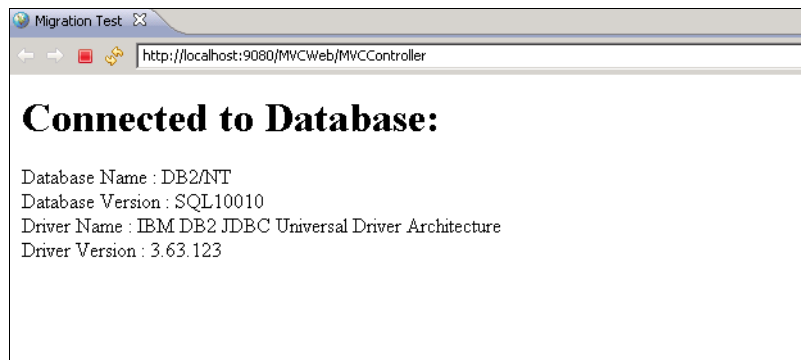 Migration Test
http://localhost:9080/MVCWeb/MVCController
Connected to Database:
Database Name : DB2/NT
Database Version : SQL10010
Driver Name : IBM DB2 JDBC Universal Driver Architecture
Driver Version : 3.63.123